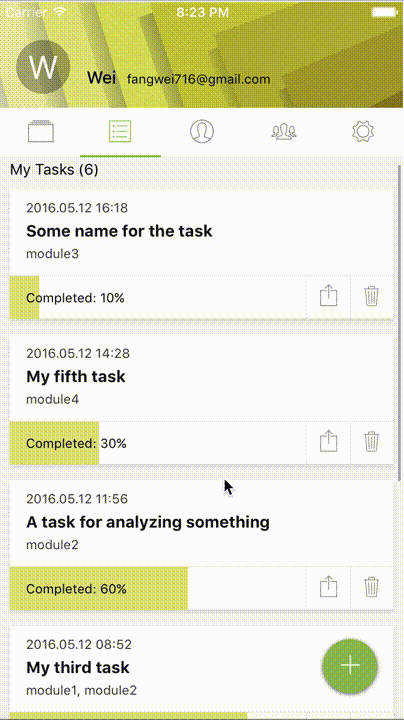 Carrier 8:23 PM
W
Wei fangwei716@gmail.com
My Tasks (6)
2016.05.12 16:18
Some name for the task
module3
Completed: 10%
2016.05.12 14:28
My fifth task
module4
Completed: 30%
2016.05.12 11:56
A task for analyzing something
module2
Completed: 60%
2016.05.12 08:52
My third task
module1, module2